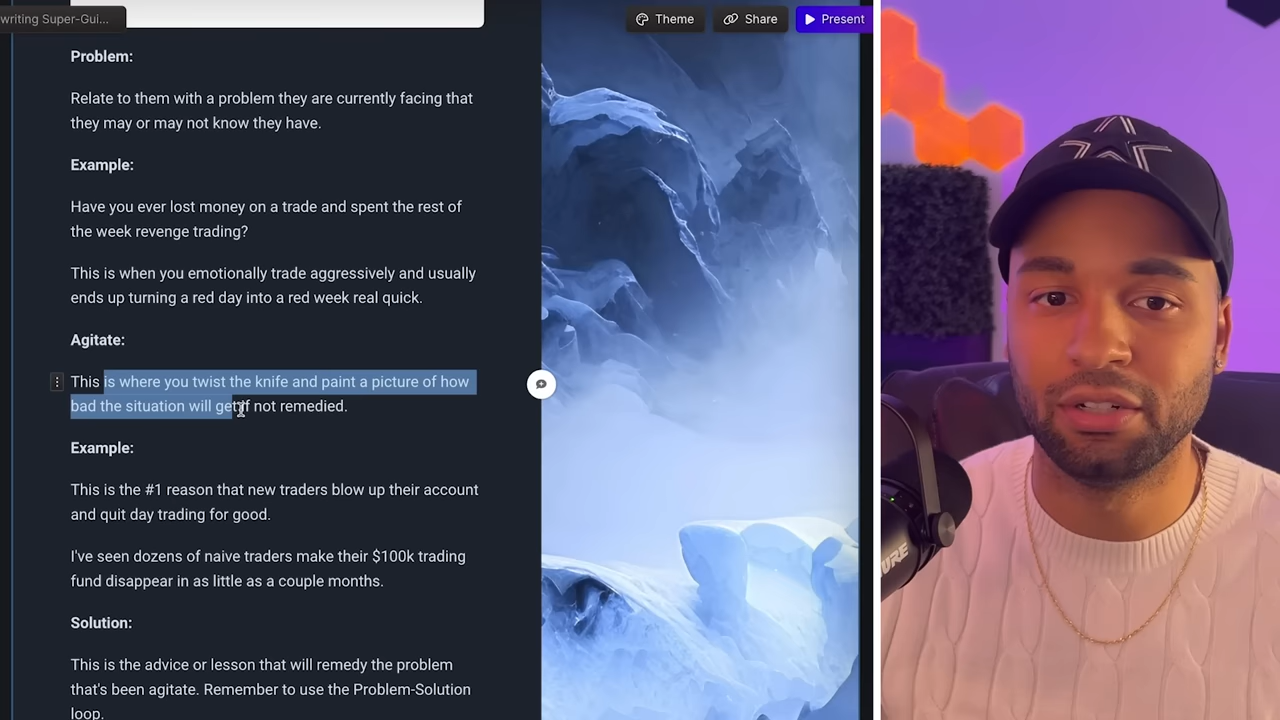 writing Super-Gui...
Theme
Share
Present
Problem:
Relate to them with a problem they are currently facing that
they may or may not know they have.
Example:
Have you ever lost money on a trade and spent the rest of
the week revenge trading?
This is when you emotionally trade aggressively and usually
ends up turning a red day into a red week real quick.
Agitate:
This is where you twist the knife and paint a picture of how
bad the situation will get if not remedied.
Example:
This is the #1 reason that new traders blow up their account
and quit day trading for good.
I've seen dozens of naive traders make their $100k trading
fund disappear in as little as a couple months.
Solution:
This is the advice or lesson that will remedy the problem
that's been agitate. Remember to use the Problem-Solution
loop.
URE